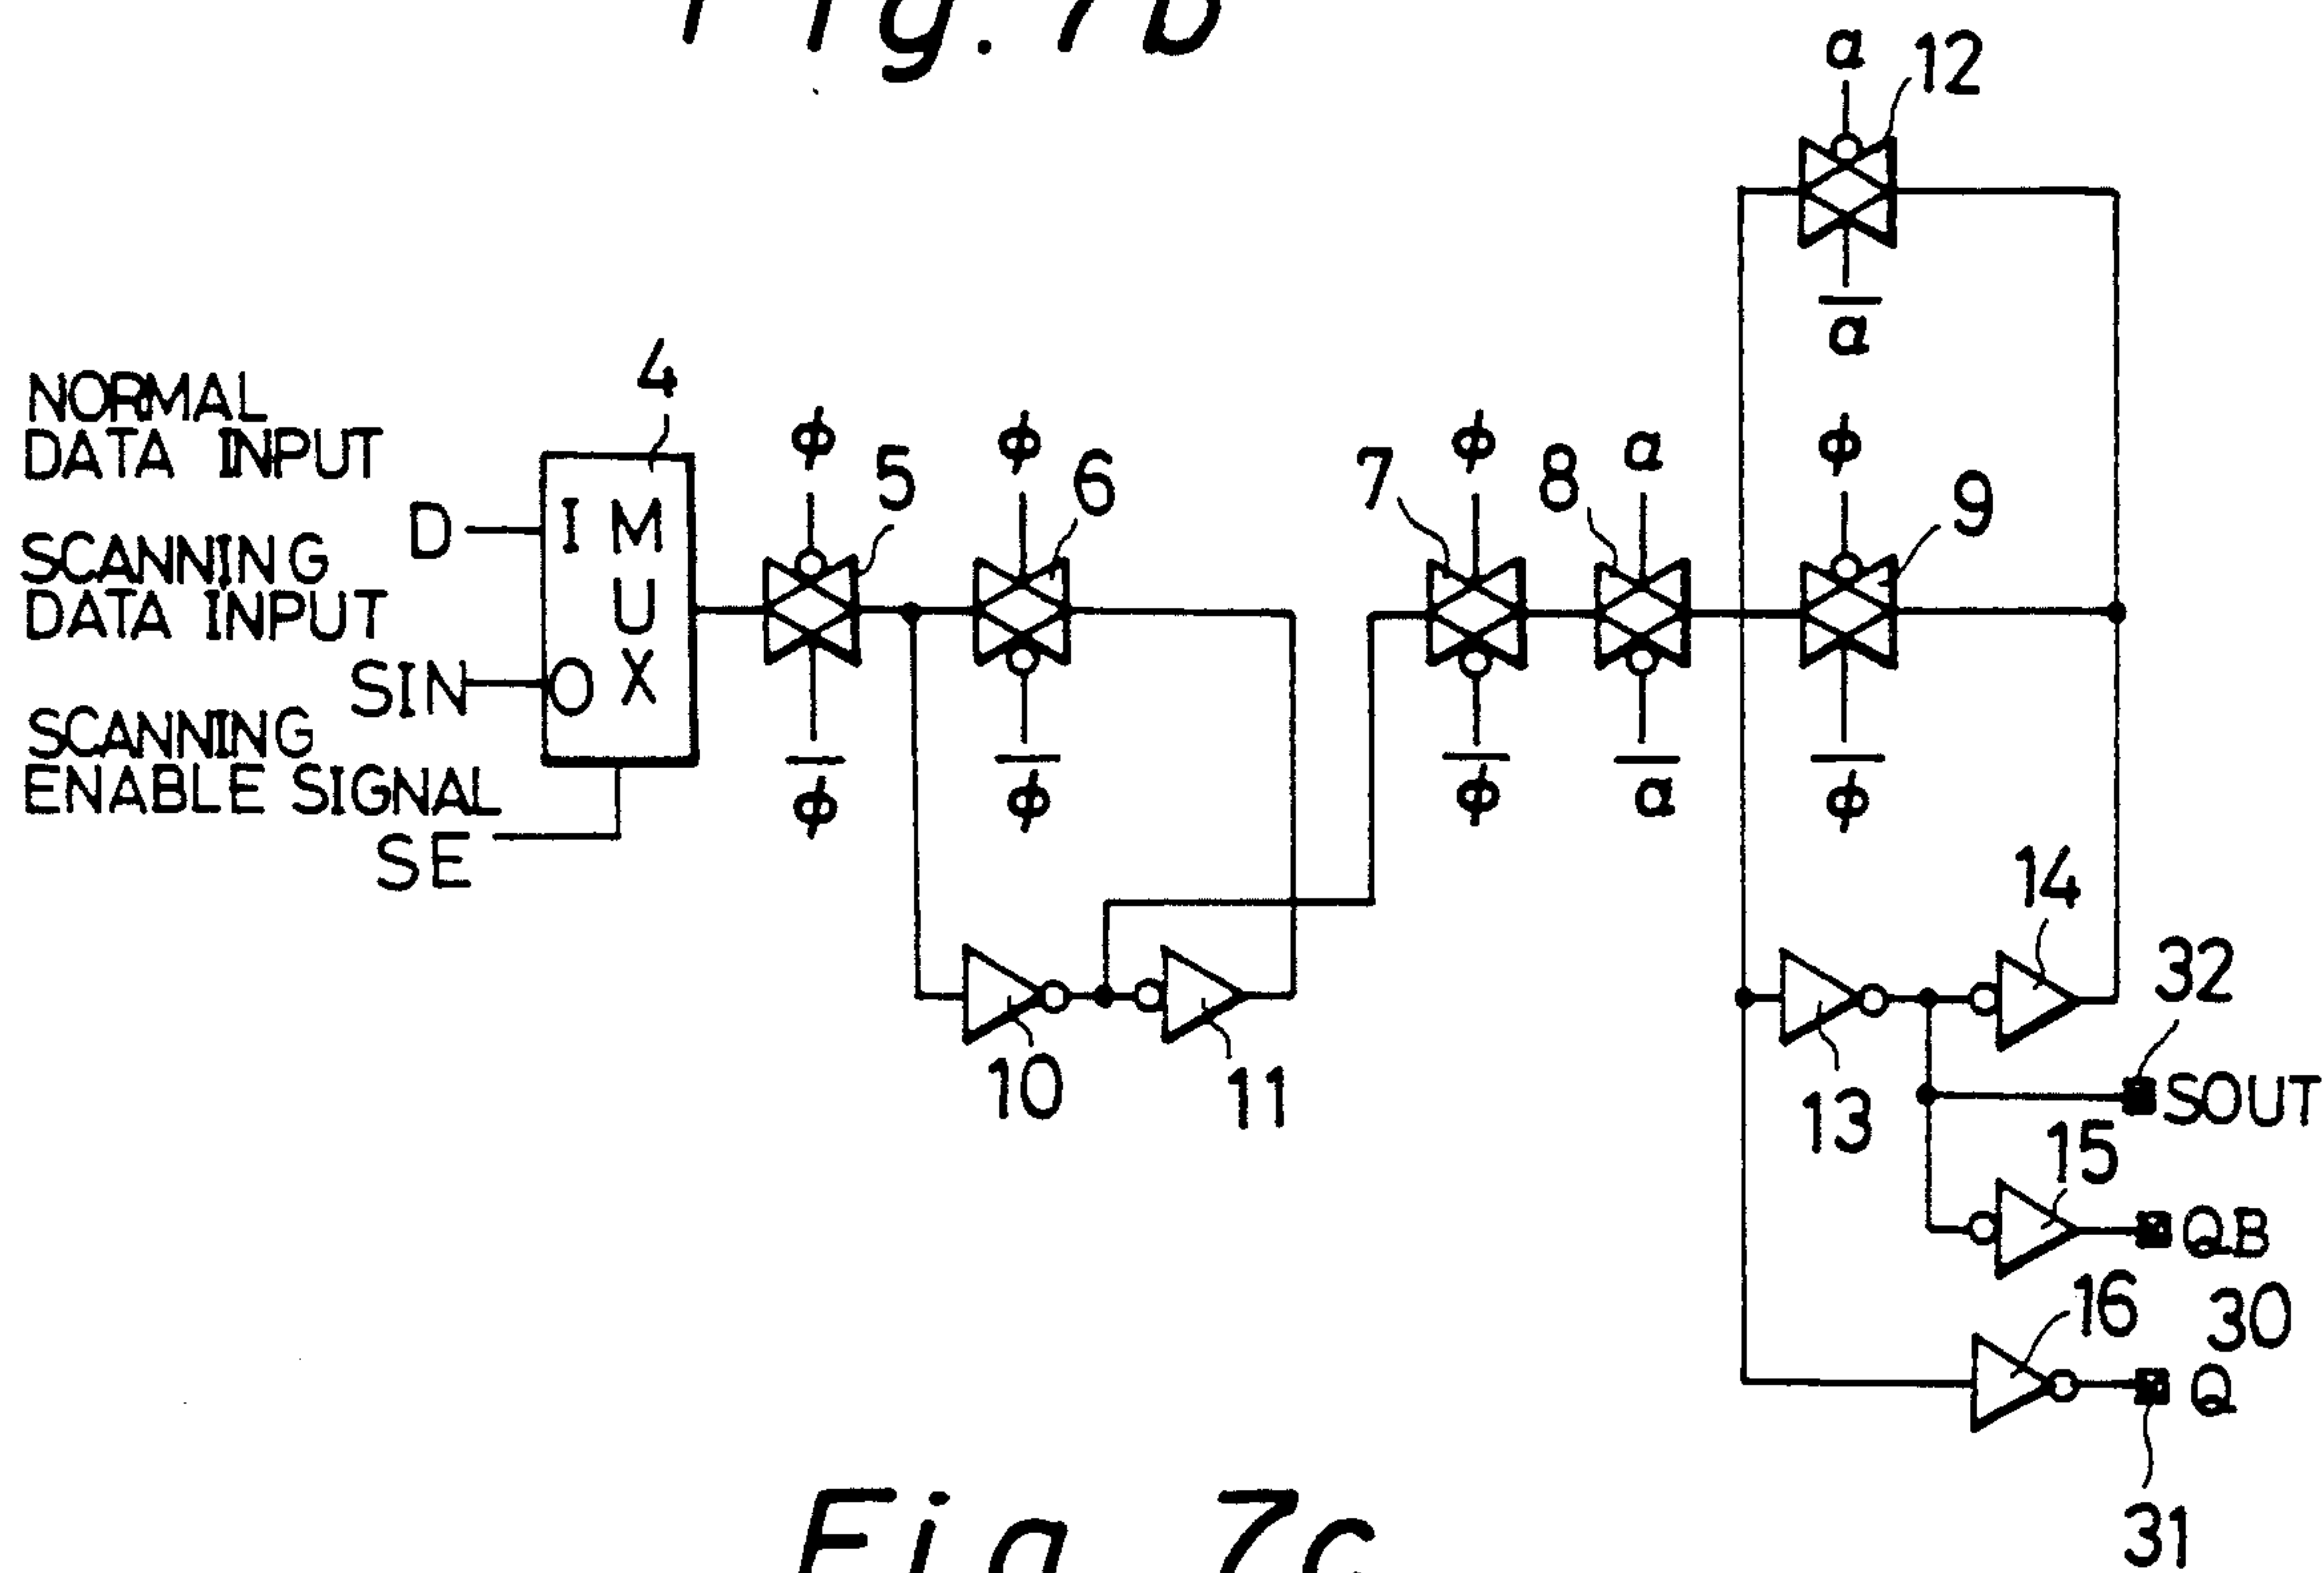 Fig. 7b
a
12
a̅
NORMAL
DATA INPUT
D
SCANNING
DATA INPUT
SIN
SCANNING
ENABLE SIGNAL
SE
4
I M
U
O X
ϕ
5
ϕ̅
ϕ
6
ϕ̅
7
ϕ
ϕ̅
8
a
a̅
ϕ
9
ϕ̅
10
11
13
14
32
SOUT
15
QB
30
16
Q
31
Fig. 7c